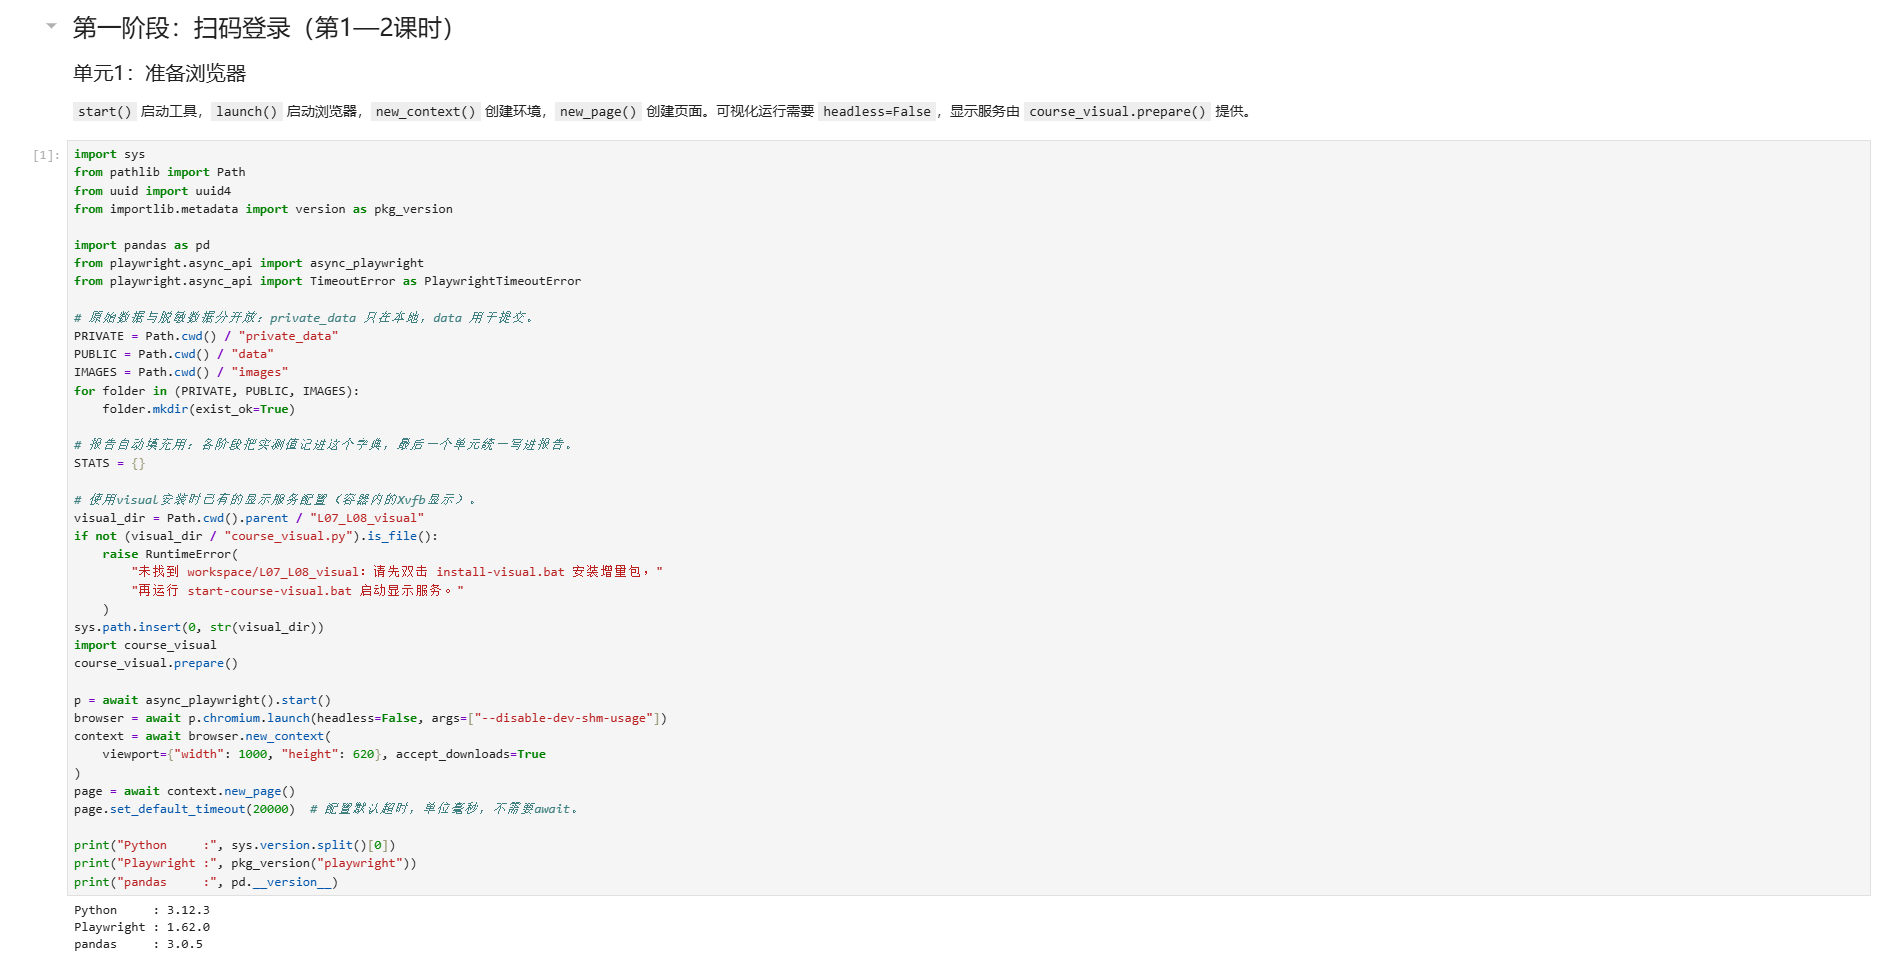 第一阶段：扫码登录（第1—2课时）
单元1：准备浏览器
start() 启动工具，launch() 启动浏览器，new_context() 创建环境，new_page() 创建页面。可视化运行需要 headless=False，显示服务由 course_visual.prepare() 提供。
[1]:
import sys
from pathlib import Path
from uuid import uuid4
from importlib.metadata import version as pkg_version

import pandas as pd
from playwright.async_api import async_playwright
from playwright.async_api import TimeoutError as PlaywrightTimeoutError

# 原始数据与脱敏数据分开放：private_data 只在本地，data 用于提交。
PRIVATE = Path.cwd() / "private_data"
PUBLIC = Path.cwd() / "data"
IMAGES = Path.cwd() / "images"
for folder in (PRIVATE, PUBLIC, IMAGES):
    folder.mkdir(exist_ok=True)

# 报告自动填充用：各阶段把实测值记进这个字典，最后一个单元统一写进报告。
STATS = {}

# 使用visual安装时已有的显示服务配置（容器内的Xvfb显示）。
visual_dir = Path.cwd().parent / "L07_L08_visual"
if not (visual_dir / "course_visual.py").is_file():
    raise RuntimeError(
        "未找到 workspace/L07_L08_visual：请先双击 install-visual.bat 安装增量包，"
        "再运行 start-course-visual.bat 启动显示服务。"
    )
sys.path.insert(0, str(visual_dir))
import course_visual
course_visual.prepare()

p = await async_playwright().start()
browser = await p.chromium.launch(headless=False, args=["--disable-dev-shm-usage"])
context = await browser.new_context(
    viewport={"width": 1000, "height": 620}, accept_downloads=True
)
page = await context.new_page()
page.set_default_timeout(20000)  # 配置默认超时，单位毫秒，不需要await。

print("Python     :", sys.version.split()[0])
print("Playwright :", pkg_version("playwright"))
print("pandas     :", pd.__version__)
Python     : 3.12.3
Playwright : 1.62.0
pandas     : 3.0.5